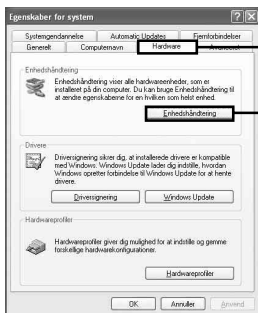 Egenskaber for system
Systemgendannelse
Automatic Updates
Fjernforbindelser
Generelt
Computernavn
Hardware
Avanceret
Enhedshåndtering
Enhedshåndtering viser alle hardwareenheder, som er
installeret på din computer. Du kan bruge Enhedshåndtering til
at ændre egenskaberne for en hvilken som helst enhed.
Enhedshåndtering
Drivere
Driversignering sikrer dig, at installerede drivere er kompatible
med Windows. Windows Update lader dig indstille, hvordan
Windows opretter forbindelse til Windows Update for at hente
drivere.
Driversignering
Windows Update
Hardwareprofiler
Hardwareprofiler giver dig mulighed for at indstille og gemme
forskellige hardwarekonfigurationer.
Hardwareprofiler
OK
Annuller
Anvend